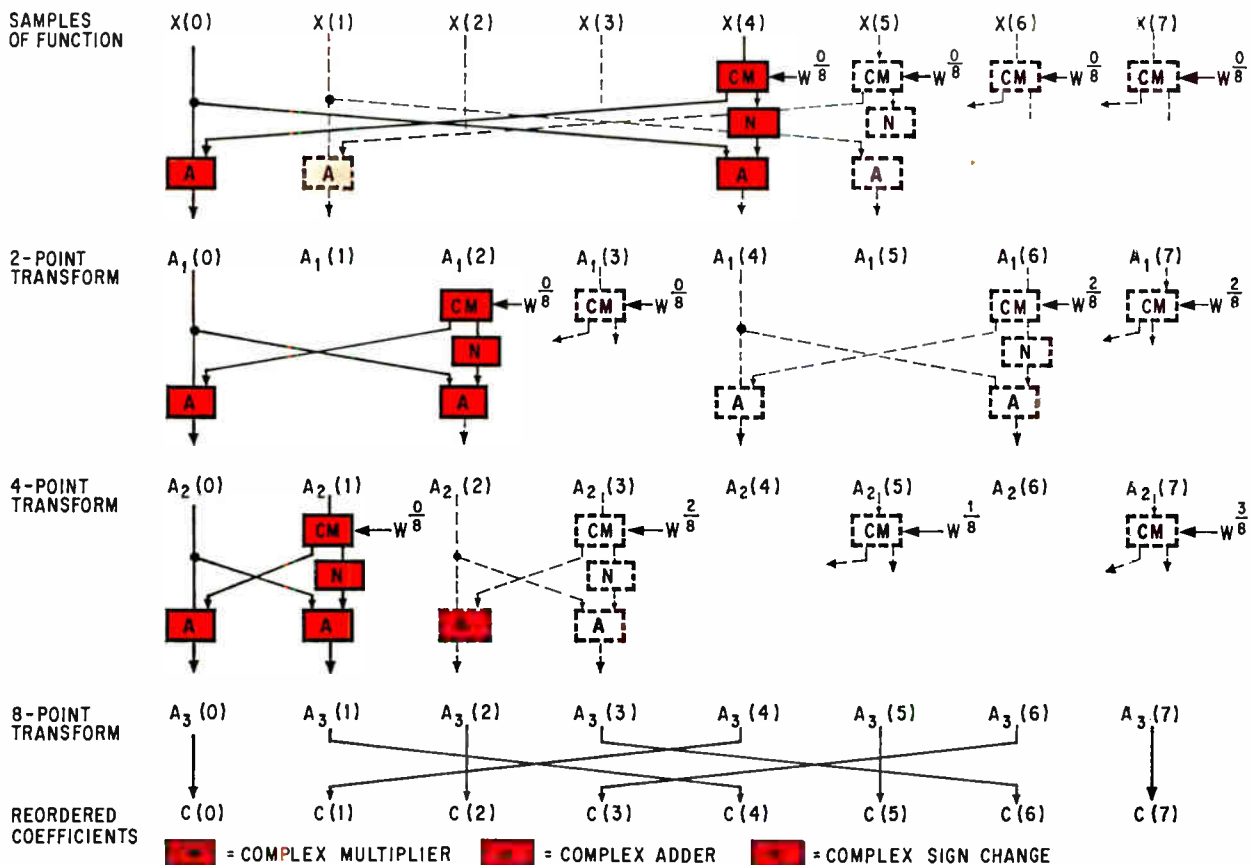 SAMPLES OF FUNCTION
X(0) X(1) X(2) X(3) X(4) X(5) X(6) X(7)
CM W 0/8 CM W 0/8 CM W 0/8 CM W 0/8
N N
A A A A
2-POINT TRANSFORM
A1(0) A1(1) A1(2) A1(3) A1(4) A1(5) A1(6) A1(7)
CM W 0/8 CM W 0/8 CM W 2/8 CM W 2/8
N N
A A A A
4-POINT TRANSFORM
A2(0) A2(1) A2(2) A2(3) A2(4) A2(5) A2(6) A2(7)
CM W 0/8 CM W 2/8 CM W 1/8 CM W 3/8
N N
A A A
8-POINT TRANSFORM
A3(0) A3(1) A3(2) A3(3) A3(4) A3(5) A3(6) A3(7)
REORDERED COEFFICIENTS
C(0) C(1) C(2) C(3) C(4) C(5) C(6) C(7)
= COMPLEX MULTIPLIER = COMPLEX ADDER = COMPLEX SIGN CHANGE